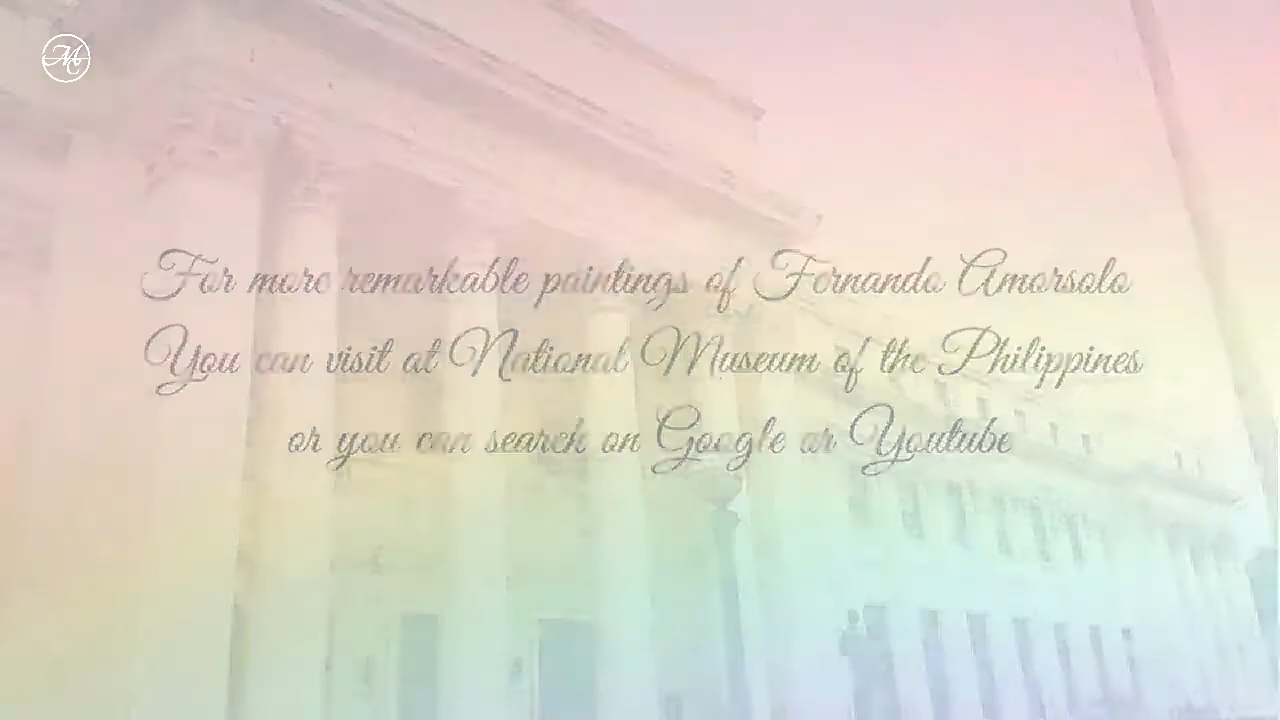 MC
For more remarkable paintings of Fernando Amorsolo
You can visit at National Museum of the Philippines
or you can search on Google or Youtube